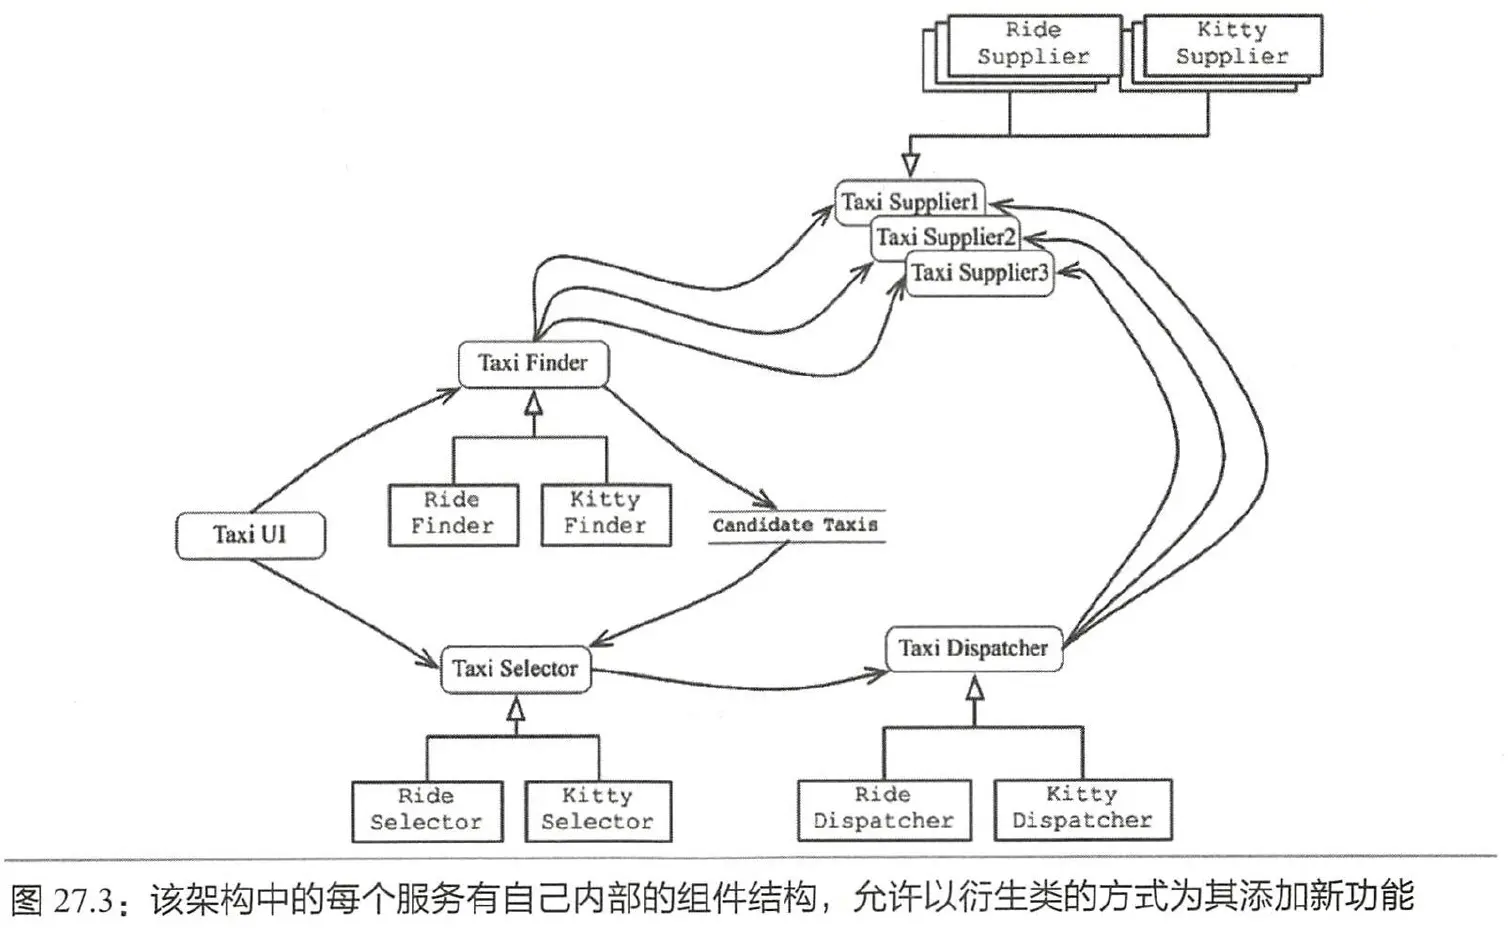 Ride
Supplier
Kitty
Supplier
Taxi Supplier1
Taxi Supplier2
Taxi Supplier3
Taxi Finder
Ride
Finder
Kitty
Finder
Taxi UI
Candidate Taxis
Taxi Selector
Taxi Dispatcher
Ride
Selector
Kitty
Selector
Ride
Dispatcher
Kitty
Dispatcher
图 27.3：该架构中的每个服务有自己内部的组件结构，允许以衍生类的方式为其添加新功能